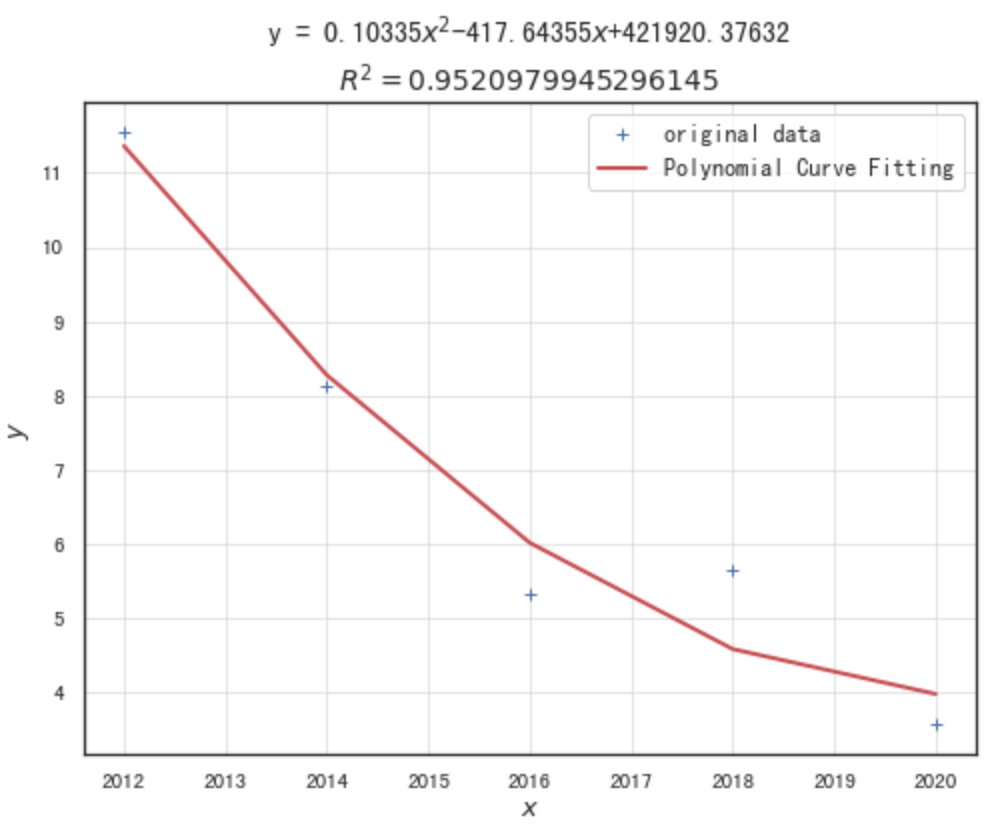 y = 0.10335x²−417.64355x+421920.37632
R² = 0.9520979945296145
original data
Polynomial Curve Fitting
11
10
9
8
7
6
5
4
y
2012 2013 2014 2015 2016 2017 2018 2019 2020
x